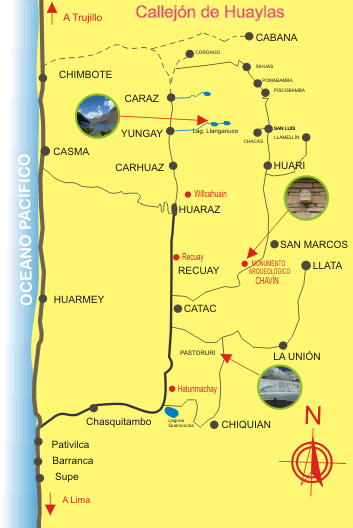 Callejón de Huaylas
A Trujillo
CABANA
CORONGO
SIHUAS
CHIMBOTE
POMABAMBA
PISCOBAMBA
CARAZ
YUNGAY
Lag. Llanganuco
SAN LUIS
LLAMELLÍN
CHACAS
CASMA
CARHUAZ
HUARI
Willcahuain
HUARAZ
OCEANO PACIFICO
SAN MARCOS
Recuay
RECUAY
MONUMENTO
ARQUEOLÓGICO
CHAVÍN
LLATA
HUARMEY
CATAC
PASTORURI
LA UNIÓN
Hatunmachay
Chasquitambo
Laguna
Querococha
CHIQUIAN
N
Pativilca
Barranca
Supe
A Lima